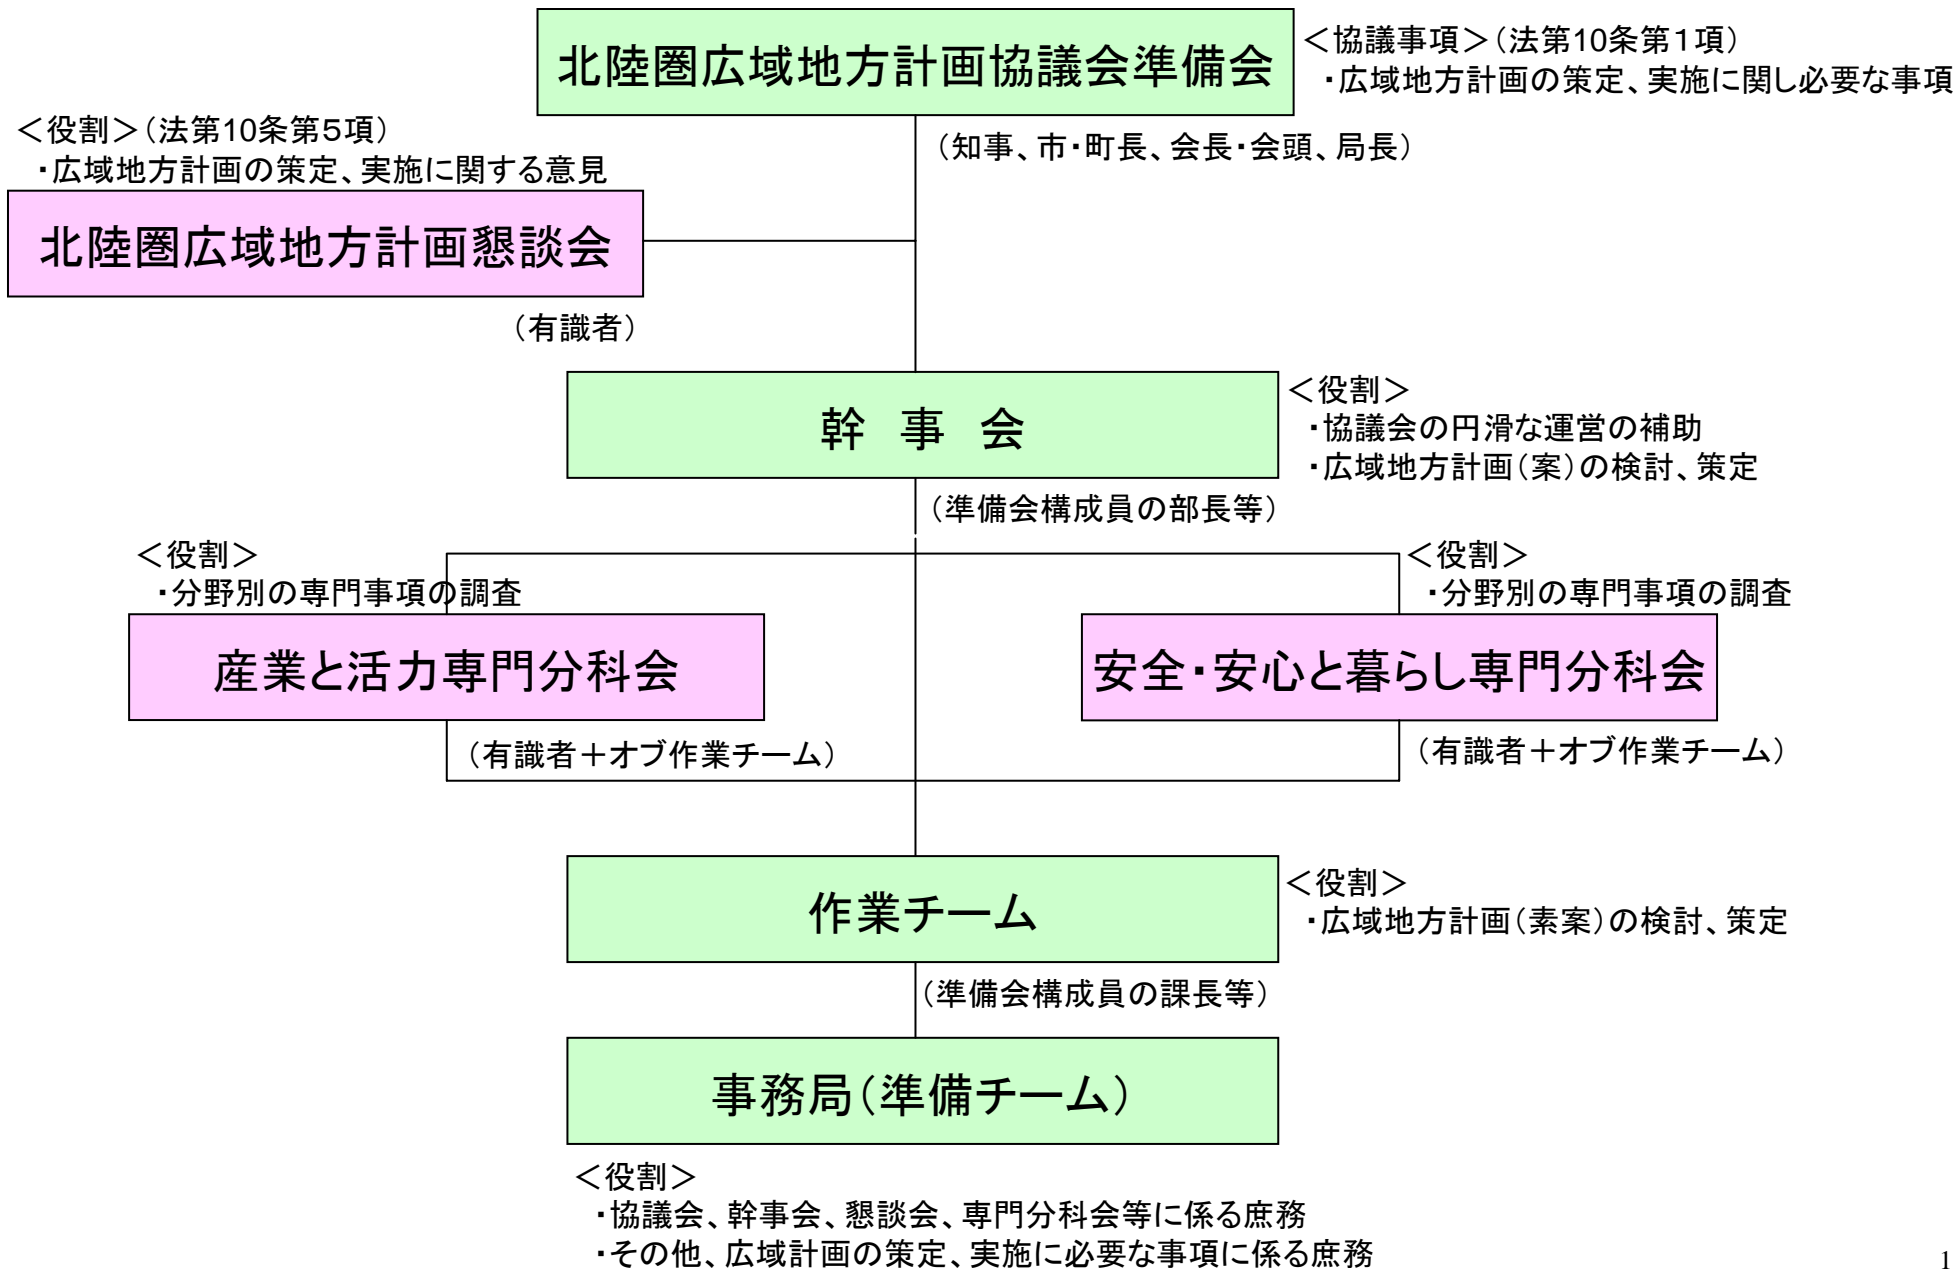 北陸圏広域地方計画協議会準備会
＜協議事項＞（法第10条第１項）
・広域地方計画の策定、実施に関し必要な事項
（知事、市・町長、会長・会頭、局長）
＜役割＞（法第10条第５項）
・広域地方計画の策定、実施に関する意見
北陸圏広域地方計画懇談会
（有識者）
幹　事　会
＜役割＞
・協議会の円滑な運営の補助
・広域地方計画（案）の検討、策定
（準備会構成員の部長等）
＜役割＞
・分野別の専門事項の調査
産業と活力専門分科会
（有識者＋オブ作業チーム）
＜役割＞
・分野別の専門事項の調査
安全・安心と暮らし専門分科会
（有識者＋オブ作業チーム）
作業チーム
＜役割＞
・広域地方計画（素案）の検討、策定
（準備会構成員の課長等）
事務局（準備チーム）
＜役割＞
・協議会、幹事会、懇談会、専門分科会等に係る庶務
・その他、広域計画の策定、実施に必要な事項に係る庶務
1